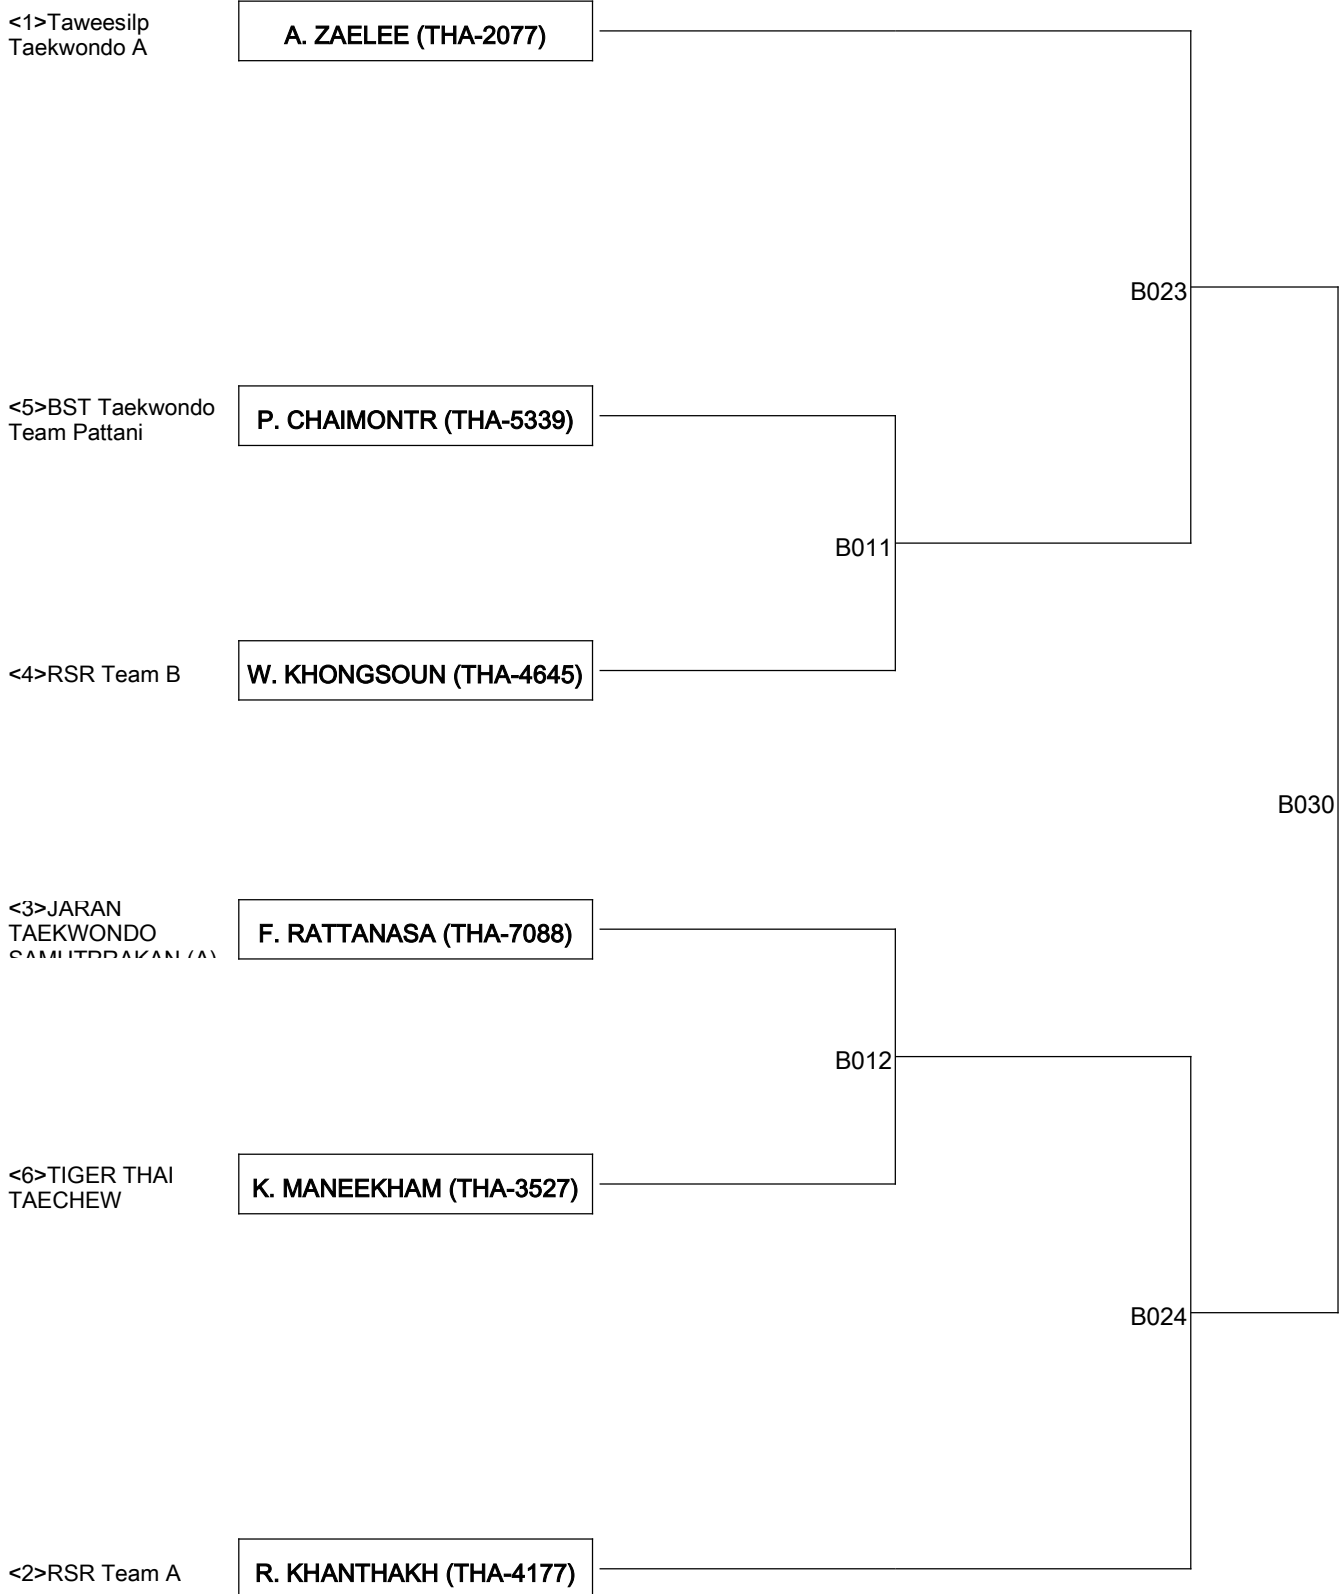 <1>Taweesilp
Taekwondo A
A. ZAELEE (THA-2077)
B023
<5>BST Taekwondo
Team Pattani
P. CHAIMONTR (THA-5339)
B011
<4>RSR Team B
W. KHONGSOUN (THA-4645)
B030
<3>JARAN
TAEKWONDO
SAMUTPRAKAN (A)
F. RATTANASA (THA-7088)
B012
<6>TIGER THAI
TAECHEW
K. MANEEKHAM (THA-3527)
B024
<2>RSR Team A
R. KHANTHAKH (THA-4177)